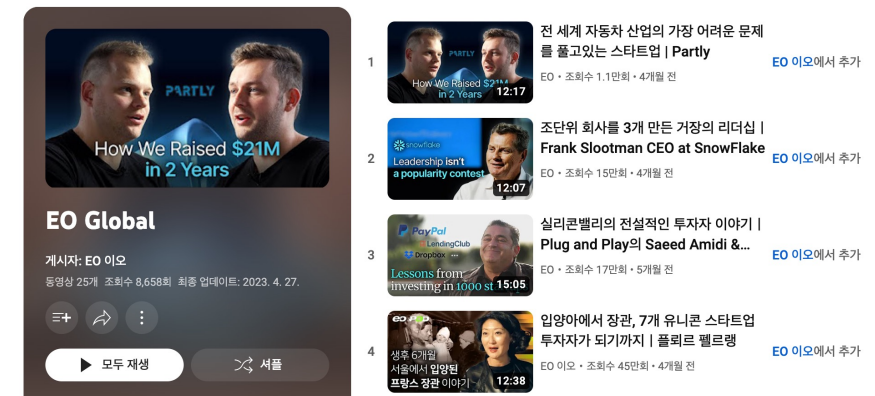 PARTLY
How We Raised $21M
in 2 Years
EO Global
게시자: EO 이오
동영상 25개 조회수 8,658회 최종 업데이트: 2023. 4. 27.
모두 재생
셔플
1
PARTLY
How We Raised $21M
in 2 Years
12:17
전 세계 자동차 산업의 가장 어려운 문제
를 풀고있는 스타트업 | Partly
EO • 조회수 1.1만회 • 4개월 전
EO 이오에서 추가
2
snowflake
Leadership isn't
a popularity contest
12:07
조단위 회사를 3개 만든 거장의 리더십 |
Frank Slootman CEO at SnowFlake
EO • 조회수 15만회 • 4개월 전
EO 이오에서 추가
3
PayPal
LendingClub
Dropbox ...
Lessons from
investing in 1000 st
15:05
실리콘밸리의 전설적인 투자자 이야기 |
Plug and Play의 Saeed Amidi &...
EO • 조회수 17만회 • 5개월 전
EO 이오에서 추가
4
생후 6개월
서울에서 입양된
프랑스 장관 이야기
12:38
입양아에서 장관, 7개 유니콘 스타트업
투자자가 되기까지 | 플뢰르 펠르랭
EO 이오 • 조회수 45만회 • 4개월 전
EO 이오에서 추가